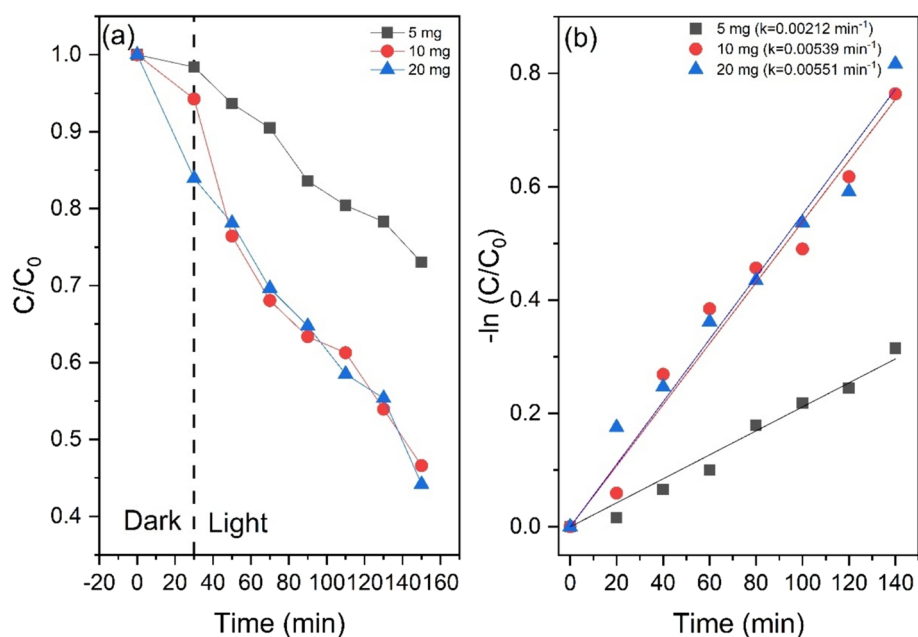 (a)
5 mg
10 mg
20 mg
1.0
0.9
0.8
0.7
0.6
0.5
0.4
C/C0
Dark
Light
-20 0 20 40 60 80 100 120 140 160
Time (min)
(b)
5 mg (k=0.00212 min-1)
10 mg (k=0.00539 min-1)
20 mg (k=0.00551 min-1)
0.8
0.6
0.4
0.2
0.0
-ln (C/C0)
0 20 40 60 80 100 120 140
Time (min)